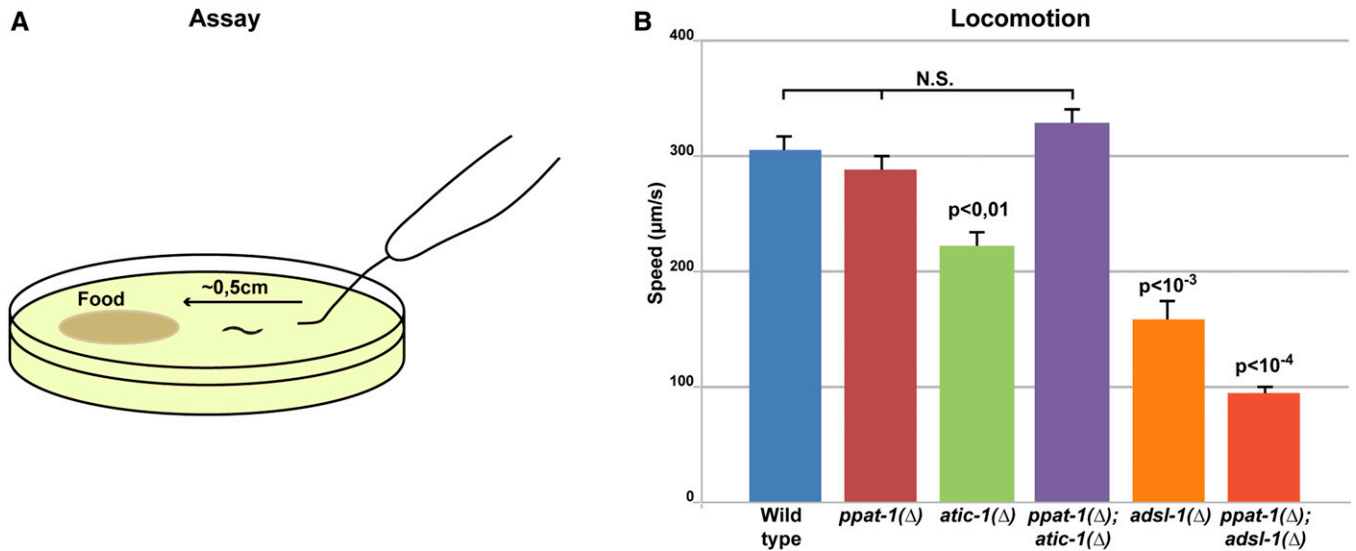 A
Assay
Food
~0,5cm
B
Locomotion
Speed (µm/s)
400
300
200
100
0
N.S.
p<0,01
p<10-3
p<10-4
Wild
type
ppat-1(Δ)
atic-1(Δ)
ppat-1(Δ);
atic-1(Δ)
adsl-1(Δ)
ppat-1(Δ);
adsl-1(Δ)